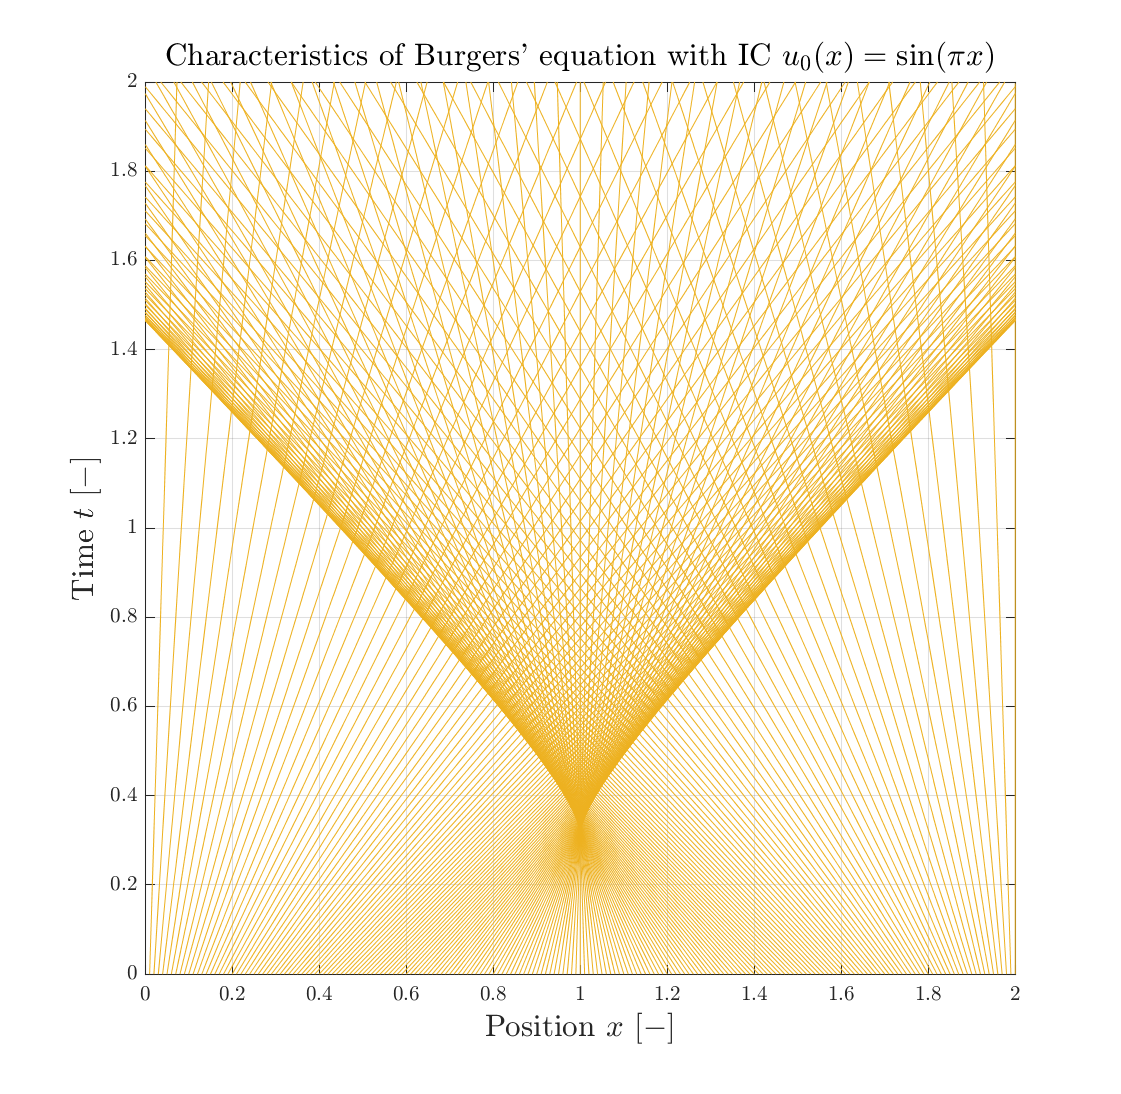 Characteristics of Burgers' equation with IC u₀(x) = sin(πx)
2
1.8
1.6
1.4
1.2
1
0.8
0.6
0.4
0.2
0
Time t [−]
0 0.2 0.4 0.6 0.8 1 1.2 1.4 1.6 1.8 2
Position x [−]